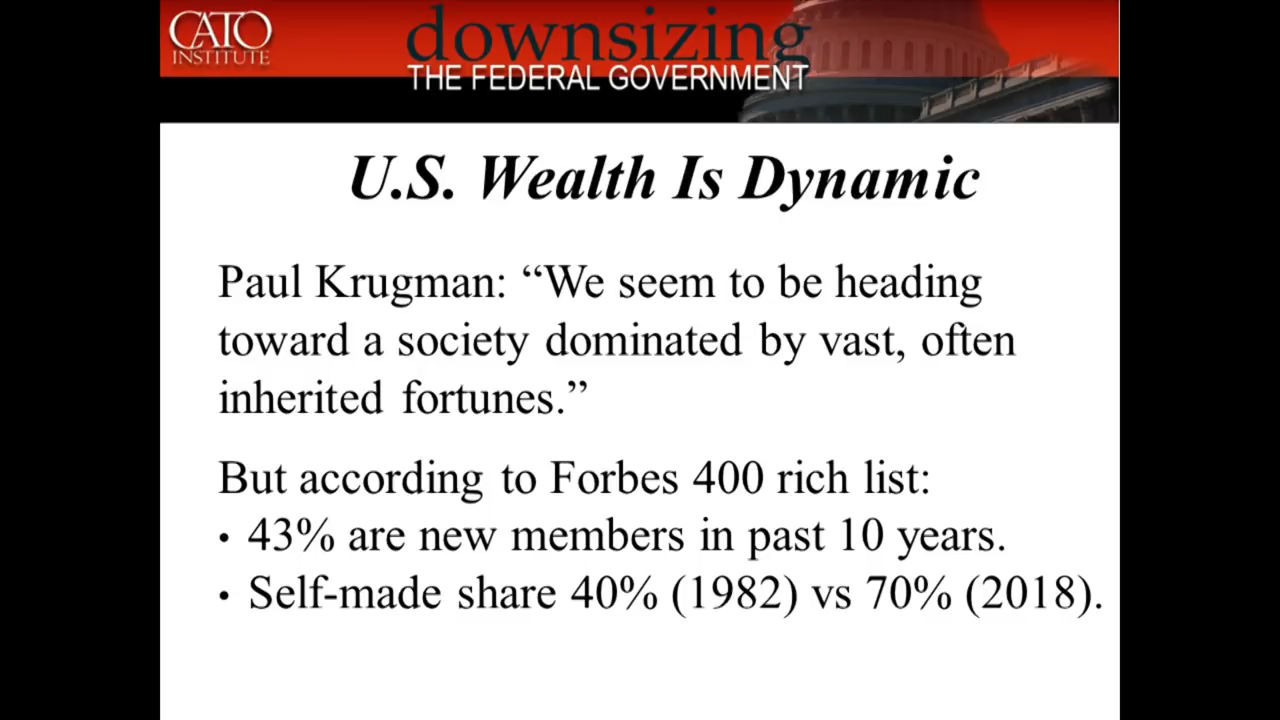 CATO
INSTITUTE
downsizing
THE FEDERAL GOVERNMENT
U.S. Wealth Is Dynamic
Paul Krugman: “We seem to be heading
toward a society dominated by vast, often
inherited fortunes.”
But according to Forbes 400 rich list:
• 43% are new members in past 10 years.
• Self-made share 40% (1982) vs 70% (2018).